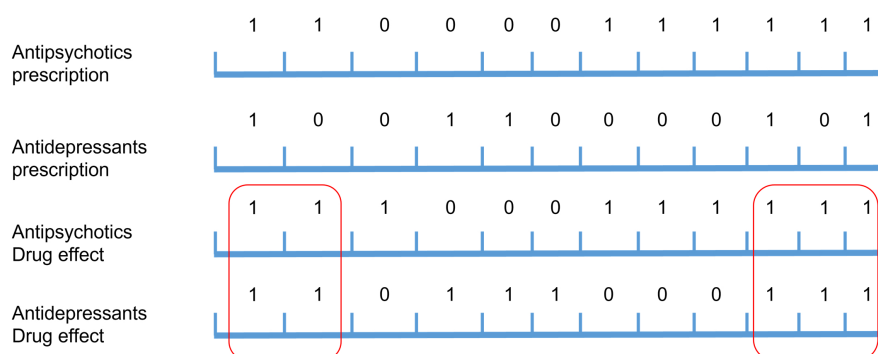 1 1 0 0 0 0 1 1 1 1 1 1
Antipsychotics
prescription
1 0 0 1 1 0 0 0 0 1 0 1
Antidepressants
prescription
1 1 1 0 0 0 1 1 1 1 1 1
Antipsychotics
Drug effect
1 1 0 1 1 1 0 0 0 1 1 1
Antidepressants
Drug effect